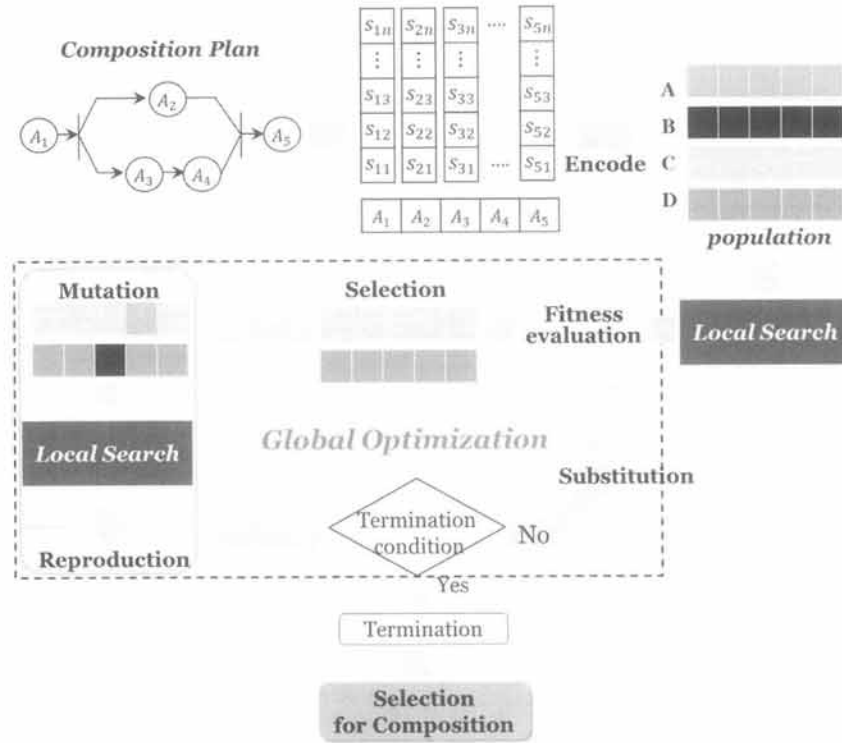 Composition Plan
A₁
A₂
A₃
A₄
A₅
s₁ₙ s₂ₙ s₃ₙ .... s₅ₙ
⋮ ⋮ ⋮ ⋮
s₁₃ s₂₃ s₃₃ s₅₃
s₁₂ s₂₂ s₃₂ s₅₂
s₁₁ s₂₁ s₃₁ .... s₅₁
A₁ A₂ A₃ A₄ A₅
Encode
A
B
C
D
population
Mutation
Selection
Fitness
evaluation
Local Search
Local Search
Global Optimization
Substitution
Termination
condition
No
Reproduction
Yes
Termination
Selection
for Composition